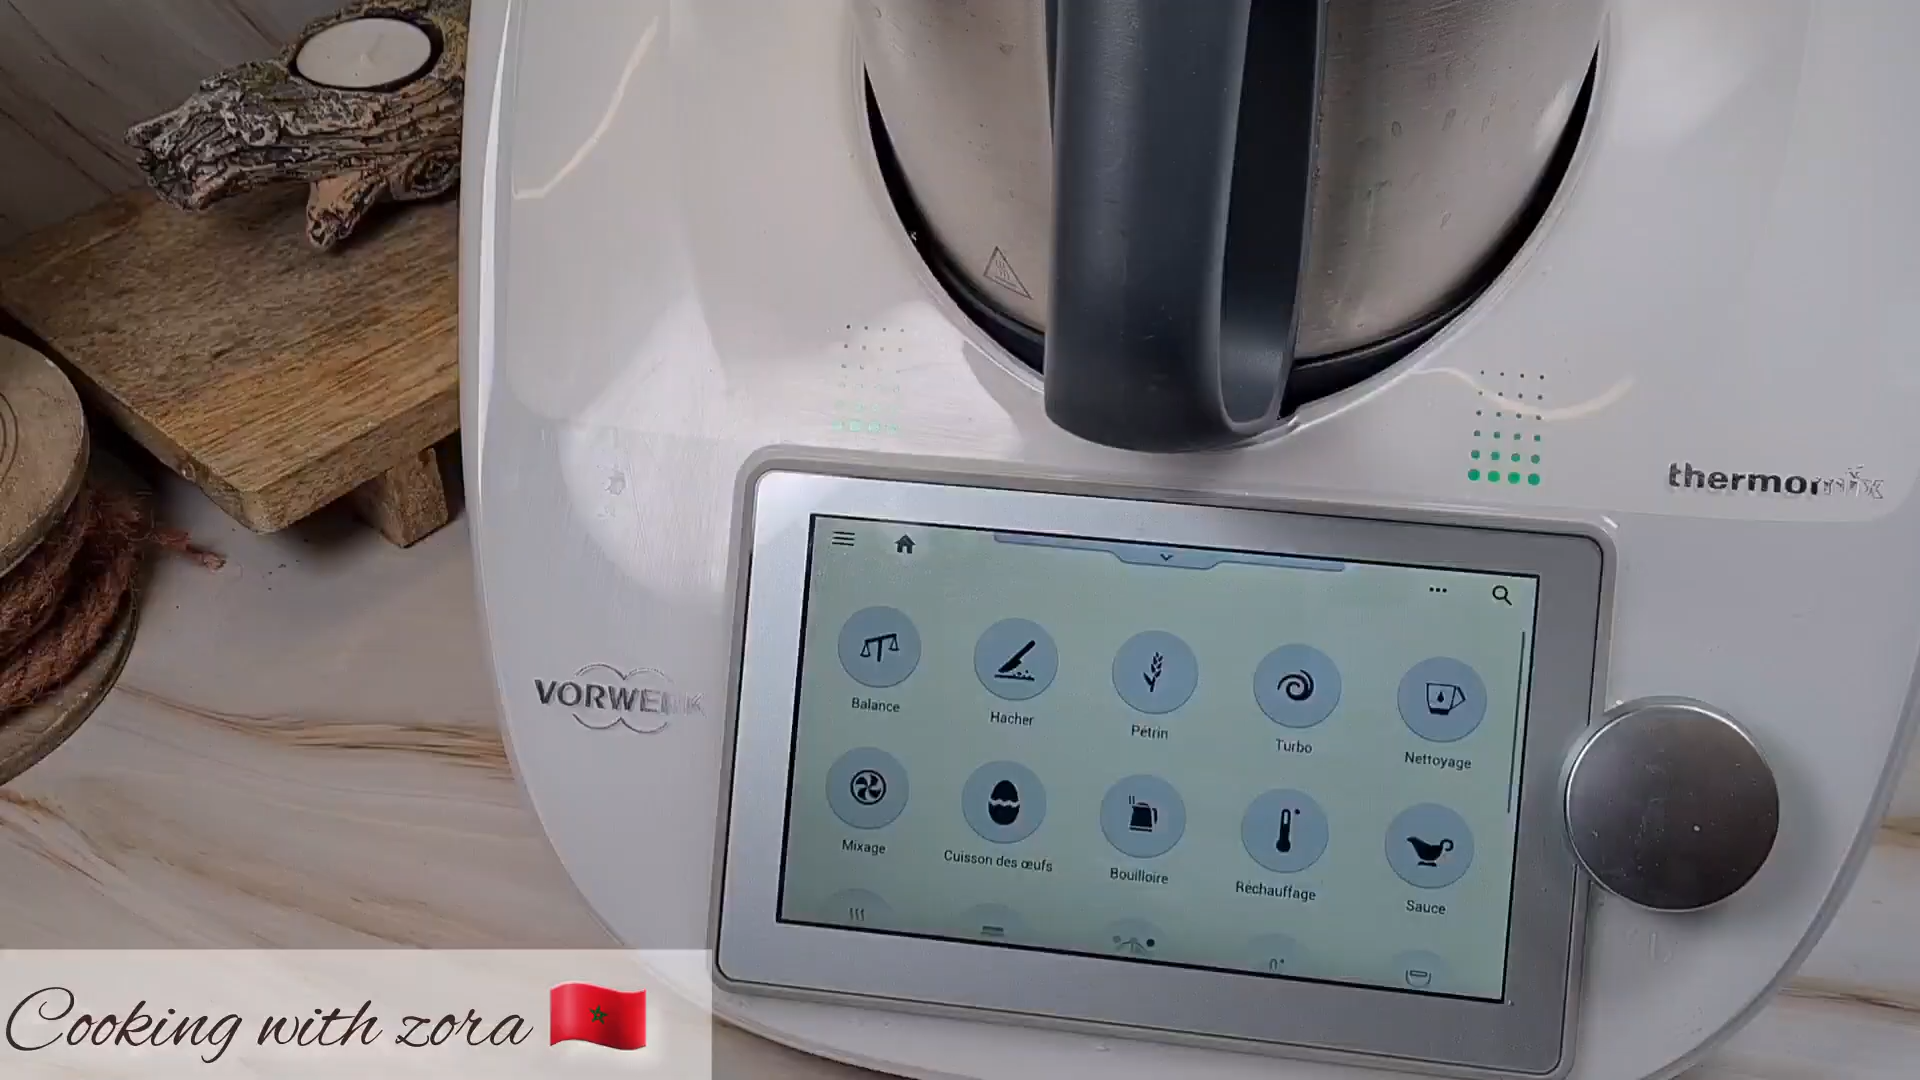 thermomix
VORWERK
Balance
Hacher
Pétrin
Turbo
Nettoyage
Mixage
Cuisson des œufs
Bouilloire
Réchauffage
Sauce
Cooking with zora